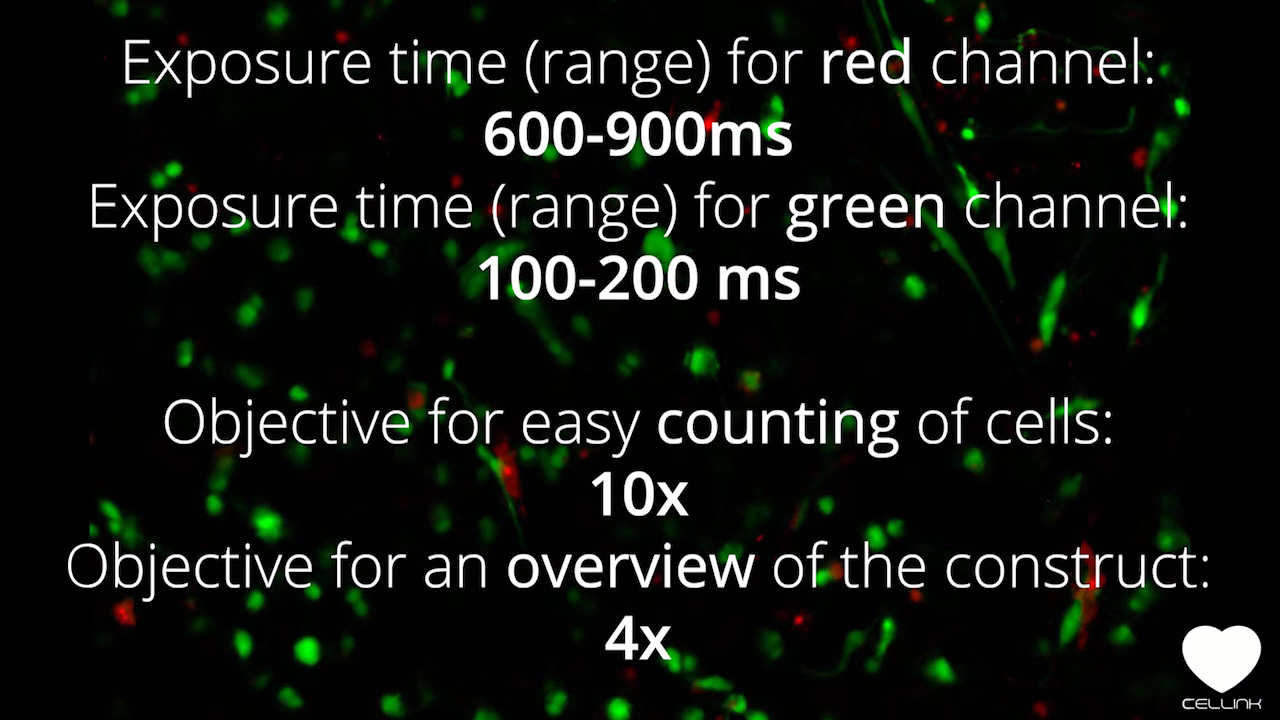 Exposure time (range) for red channel:
600-900ms
Exposure time (range) for green channel:
100-200 ms
Objective for easy counting of cells:
10x
Objective for an overview of the construct:
4x
CELLINK